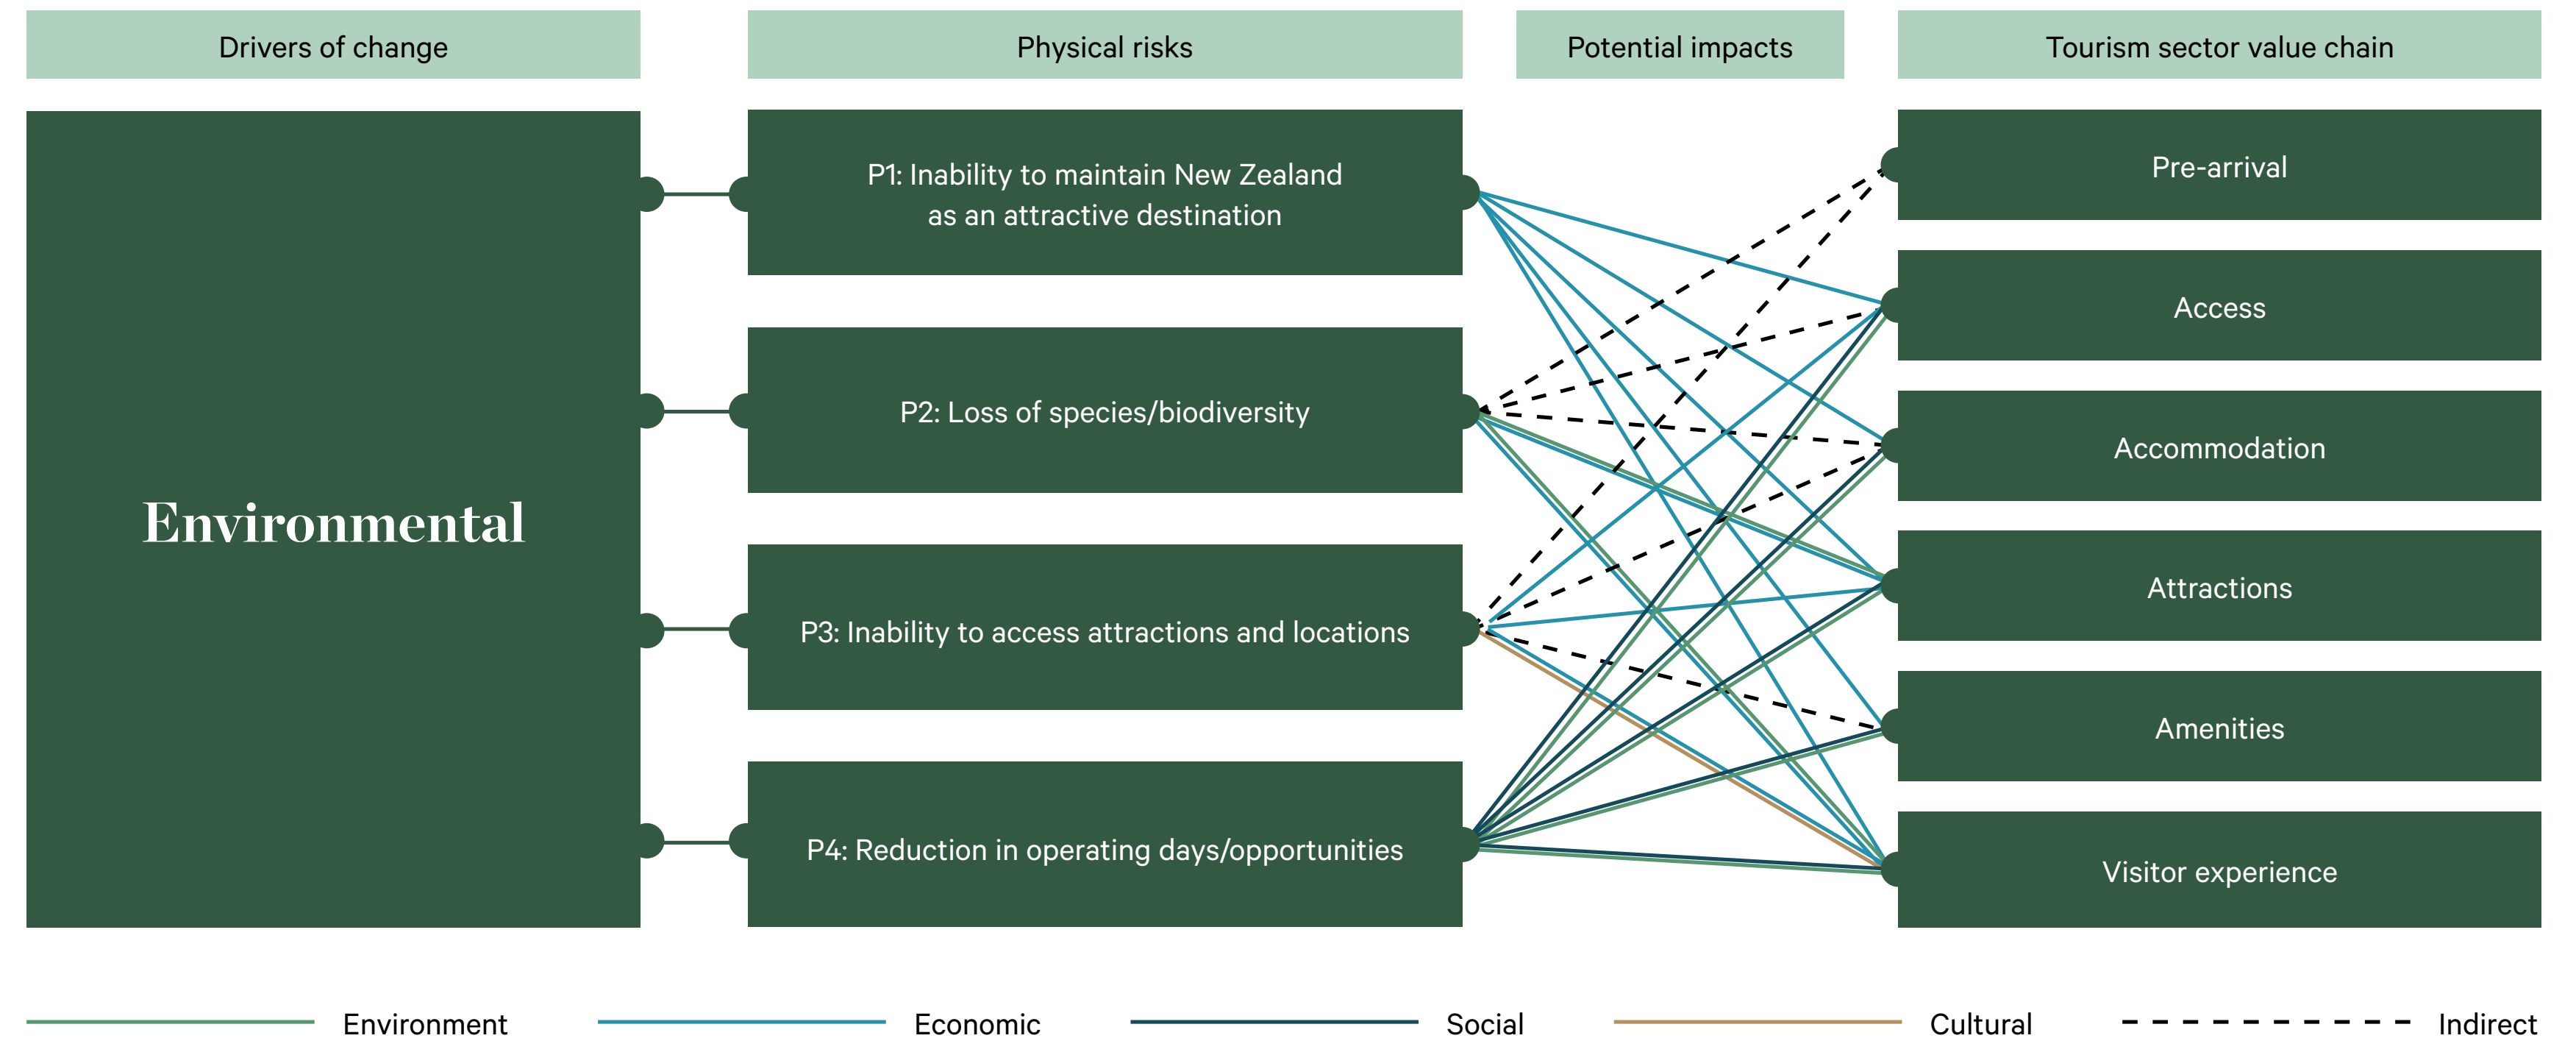 Drivers of change
Physical risks
Potential impacts
Tourism sector value chain
Environmental
P1: Inability to maintain New Zealand
as an attractive destination
P2: Loss of species/biodiversity
P3: Inability to access attractions and locations
P4: Reduction in operating days/opportunities
Pre-arrival
Access
Accommodation
Attractions
Amenities
Visitor experience
Environment
Economic
Social
Cultural
Indirect